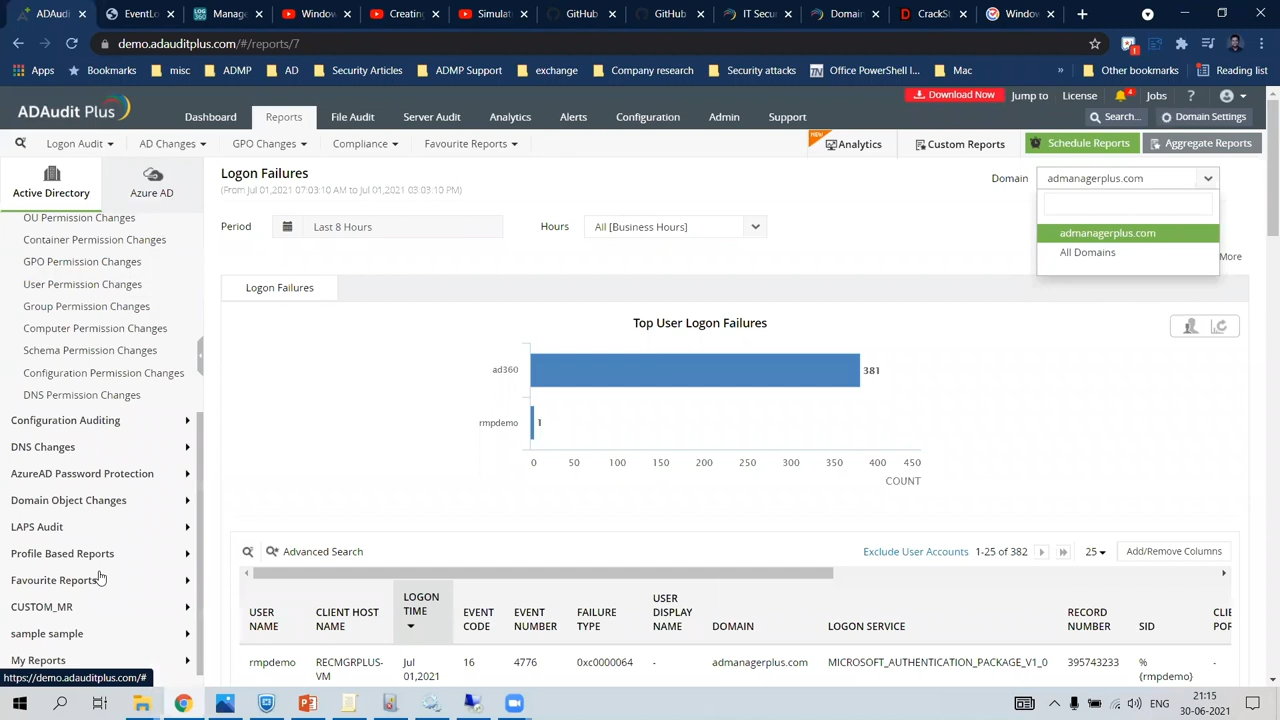 ADAudit
EventLo
Manage
Window
Creating
Simulat
GitHub
GitHub
IT Secur
Domain
CrackSt
Window
demo.adauditplus.com/#/reports/7
Apps
Bookmarks
misc
ADMP
AD
Security Articles
ADMP Support
exchange
Company research
Security attacks
Office PowerShell I...
Mac
»
Other bookmarks
Reading list
ADAudit Plus
Download Now
Jump to
License
4
Jobs
?
Dashboard
Reports
File Audit
Server Audit
Analytics
Alerts
Configuration
Admin
Support
Search...
Domain Settings
Logon Audit
AD Changes
GPO Changes
Compliance
Favourite Reports
NEW
Analytics
Custom Reports
Schedule Reports
Aggregate Reports
Active Directory
Azure AD
Logon Failures
(From Jul 01,2021 07:03:10 AM to Jul 01,2021 03:03:10 PM)
Domain
admanagerplus.com
admanagerplus.com
All Domains
Period
Last 8 Hours
Hours
All [Business Hours]
More
OU Permission Changes
Container Permission Changes
GPO Permission Changes
User Permission Changes
Group Permission Changes
Computer Permission Changes
Schema Permission Changes
Configuration Permission Changes
DNS Permission Changes
Configuration Auditing
DNS Changes
AzureAD Password Protection
Domain Object Changes
LAPS Audit
Profile Based Reports
Favourite Reports
CUSTOM_MR
sample sample
My Reports
https://demo.adauditplus.com/#
Logon Failures
Top User Logon Failures
ad360
381
rmpdemo
1
0 50 100 150 200 250 300 350 400 450
COUNT
Advanced Search
Exclude User Accounts
1-25 of 382
25
Add/Remove Columns
USER NAME
CLIENT HOST NAME
LOGON TIME
EVENT CODE
EVENT NUMBER
FAILURE TYPE
USER DISPLAY NAME
DOMAIN
LOGON SERVICE
RECORD NUMBER
SID
CLIE POR
rmpdemo
RECMGRPLUS-VM
Jul 01,2021
16
4776
0xc0000064
-
admanagerplus.com
MICROSOFT_AUTHENTICATION_PACKAGE_V1_0
395743233
%{rmpdemo}
-
ENG
21:15
30-06-2021